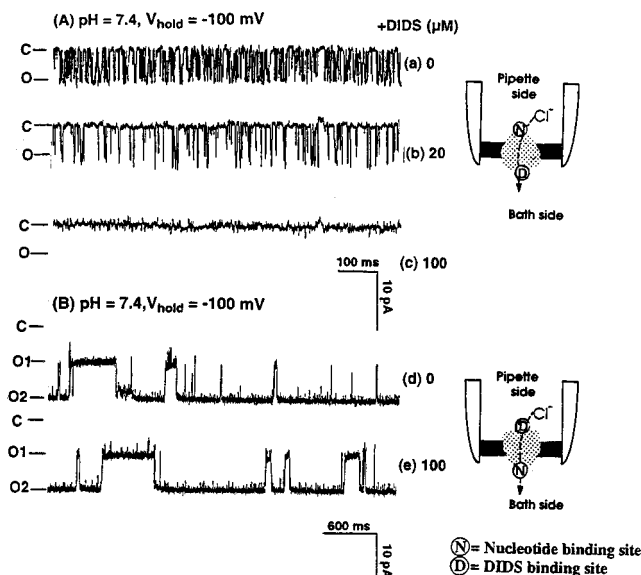 (A) pH = 7.4, Vhold = -100 mV
+DIDS (µM)
C
O
(a) 0
C
O
(b) 20
C
O
(c) 100
100 ms
10 pA
Pipette side
N
Cl-
D
Bath side
(B) pH = 7.4, Vhold = -100 mV
C
O1
O2
(d) 0
C
O1
O2
(e) 100
600 ms
10 pA
Pipette side
D
Cl-
N
Bath side
N = Nucleotide binding site
D = DIDS binding site